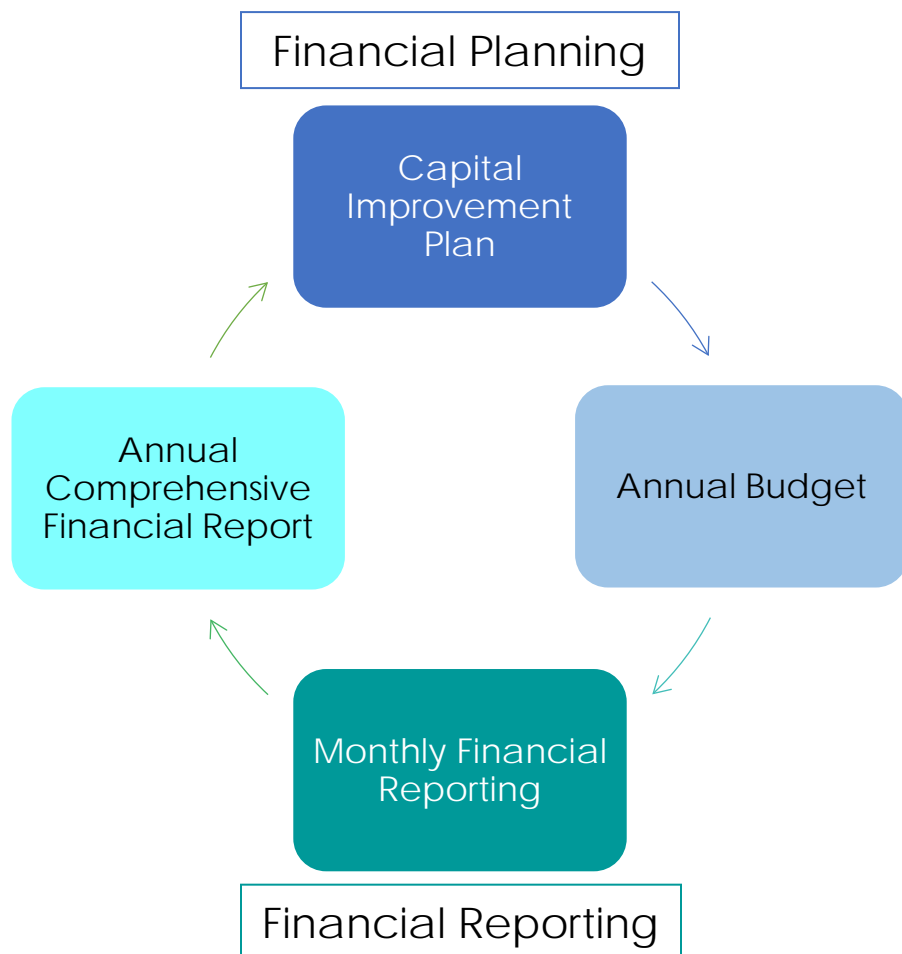 Financial Planning
Capital
Improvement
Plan
Annual
Comprehensive
Financial Report
Annual Budget
Monthly Financial
Reporting
Financial Reporting